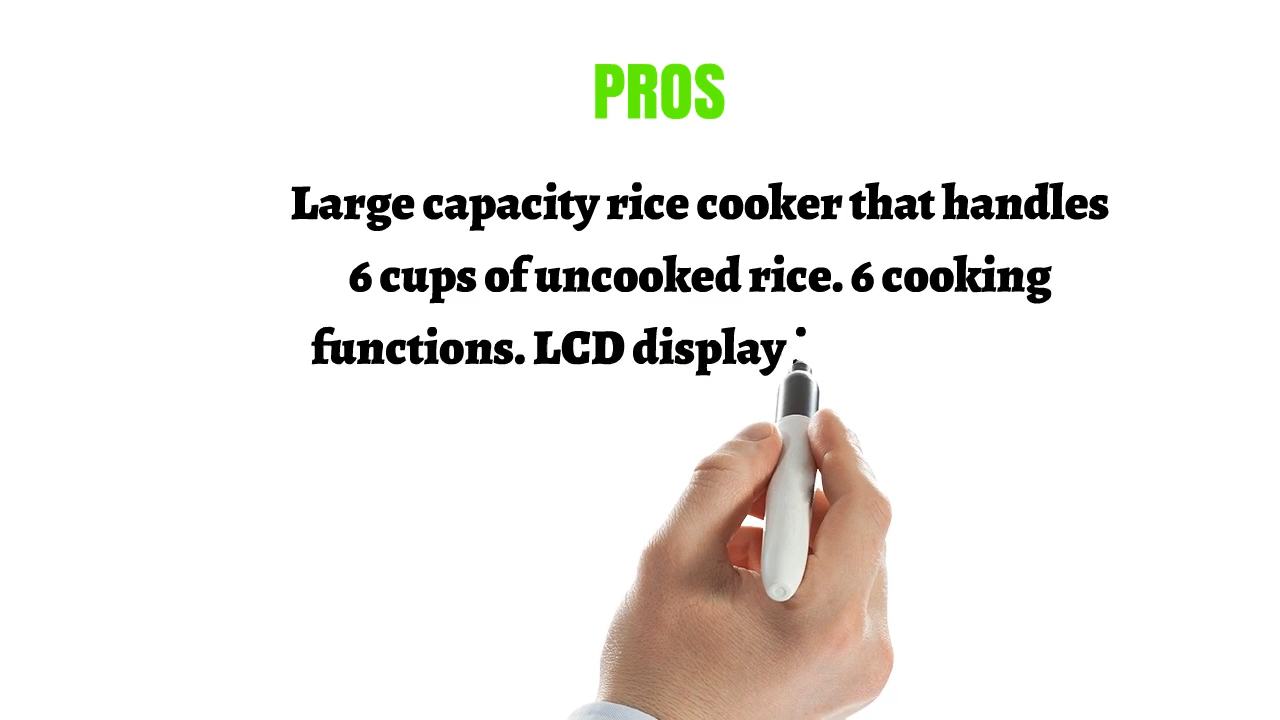 PROS
Large capacity rice cooker that handles
6 cups of uncooked rice. 6 cooking
functions. LCD display